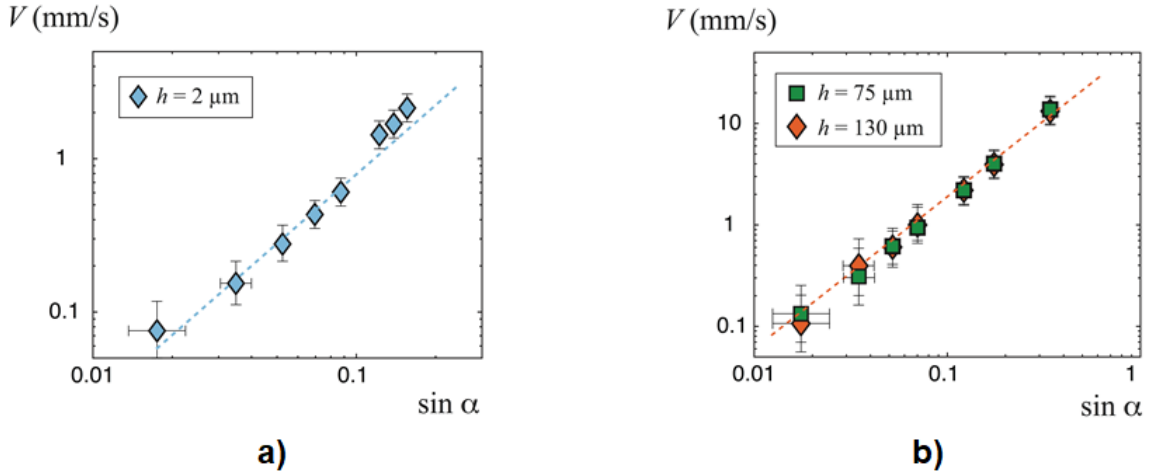 V (mm/s)
h = 2 µm
1
0.1
0.01
0.1
sin α
a)
V (mm/s)
h = 75 µm
h = 130 µm
10
1
0.1
0.01
0.1
1
sin α
b)